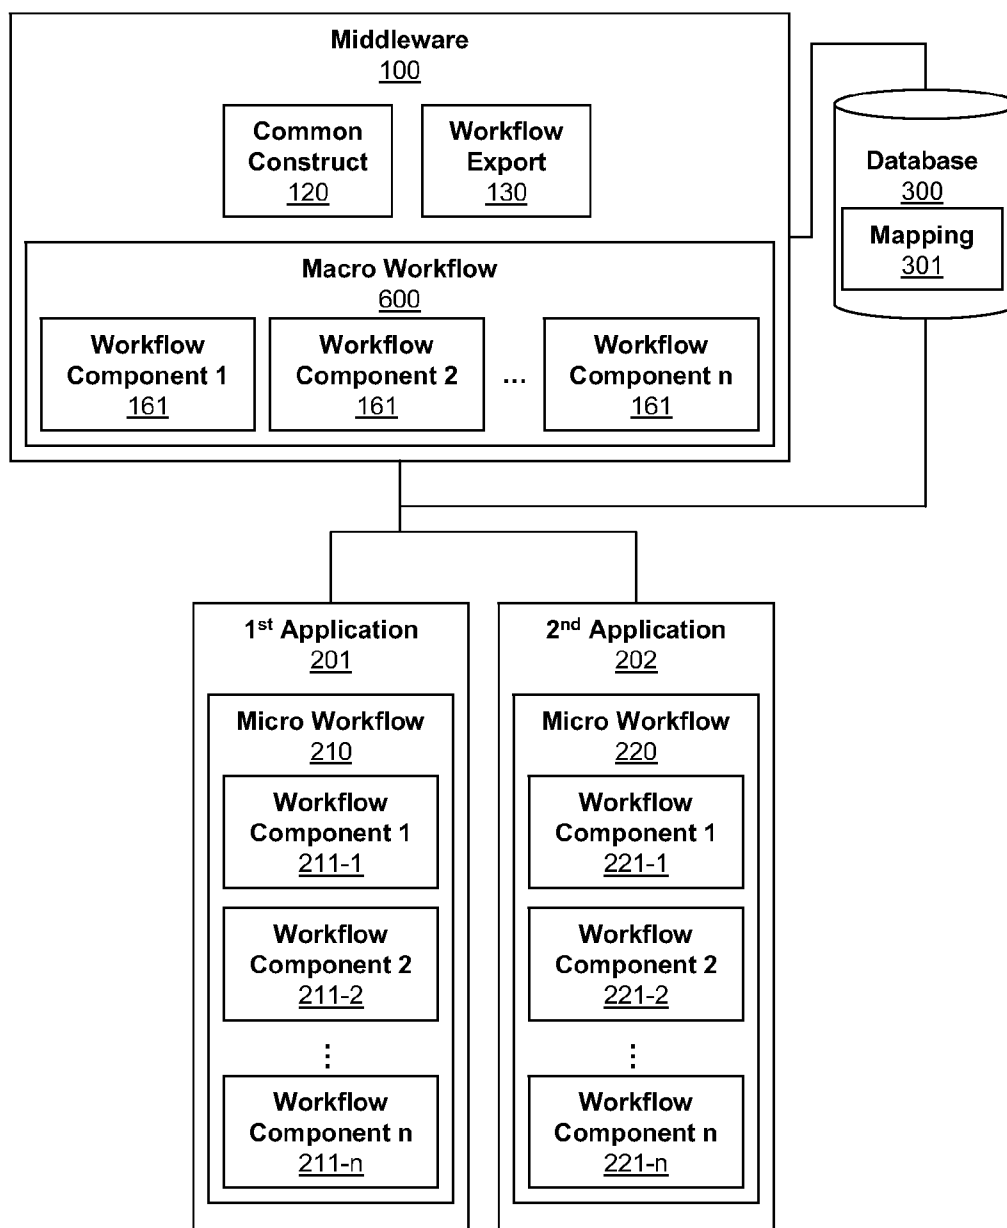 Middleware
100
Common
Construct
120
Workflow
Export
130
Database
300
Mapping
301
Macro Workflow
600
Workflow
Component 1
161
Workflow
Component 2
161
...
Workflow
Component n
161
1st Application
201
Micro Workflow
210
Workflow
Component 1
211-1
Workflow
Component 2
211-2
⋮
Workflow
Component n
211-n
2nd Application
202
Micro Workflow
220
Workflow
Component 1
221-1
Workflow
Component 2
221-2
⋮
Workflow
Component n
221-n